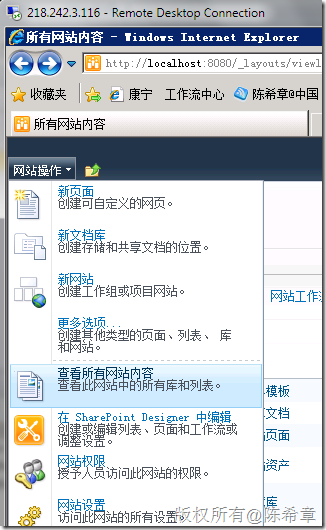 218.242.3.116 - Remote Desktop Connection
所有网站内容 - Windows Internet Explorer
http://localhost:8080/_layouts/viewl
收藏夹 康宁 工作流中心 陈希章@中国
所有网站内容
网站操作
新页面
创建可自定义的网页。
新文档库
创建存储和共享文档的位置。
新网站
创建工作组或项目网站。
网站工作流
更多选项...
创建其他类型的页面、列表、 库
和网站。
查看所有网站内容
查看此网站中的所有库和列表。
模板
文档
在 SharePoint Designer 中编辑
创建或编辑列表、页面和工作流或
调整设置。
站页面
网站权限
授予人员访问此网站的权限。
站资产
网站设置
访问此网站的所有设置。
库
版权所有@陈希章